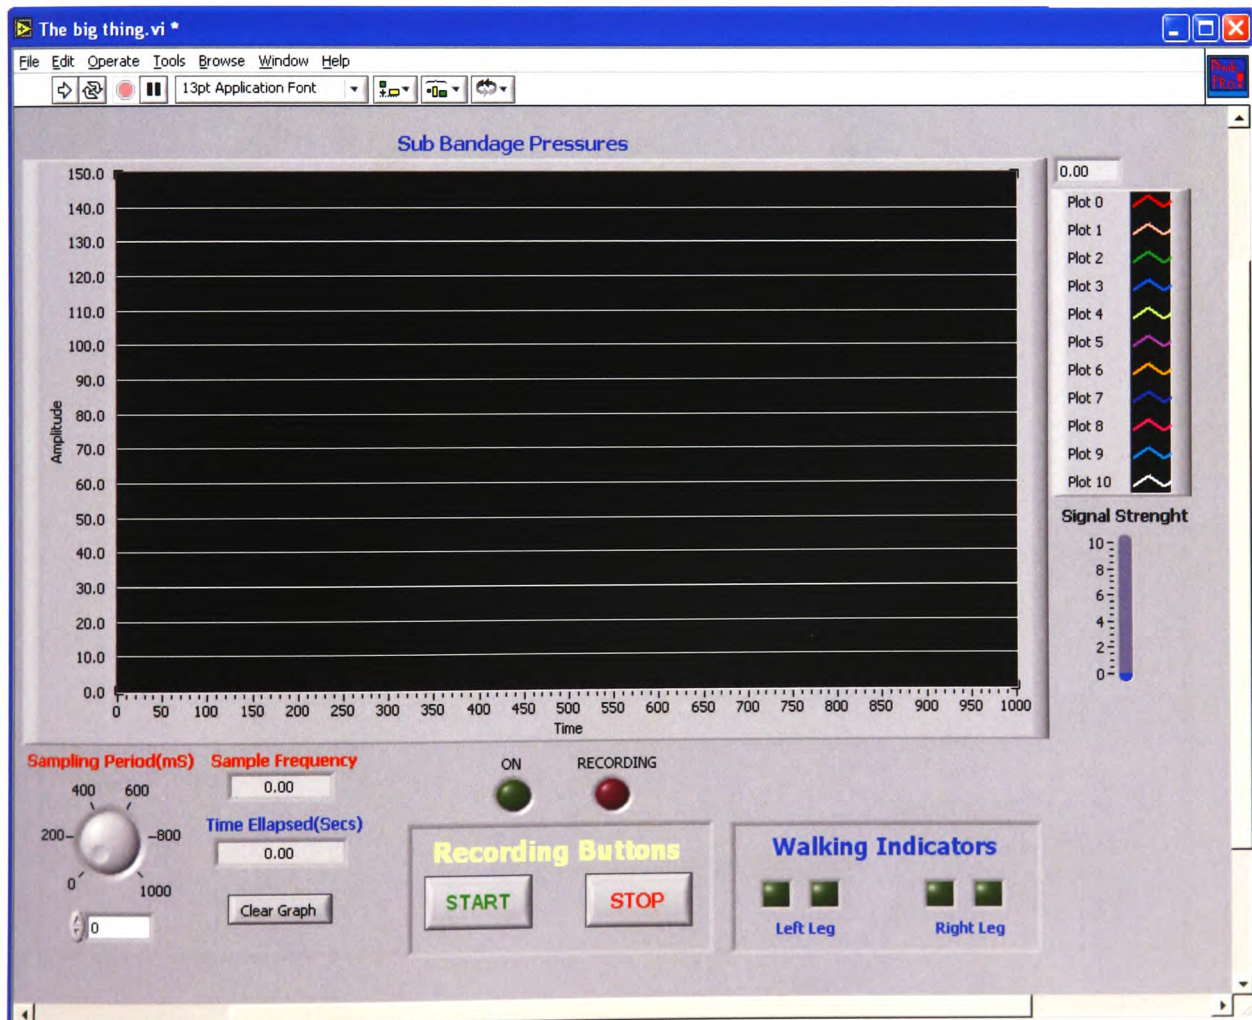 The big thing.vi *
File Edit Operate Tools Browse Window Help
13pt Application Font
Sub Bandage Pressures
150.0
140.0
130.0
120.0
110.0
100.0
90.0
80.0
70.0
60.0
50.0
40.0
30.0
20.0
10.0
0.0
Amplitude
0 50 100 150 200 250 300 350 400 450 500 550 600 650 700 750 800 850 900 950 1000
Time
0.00
Plot 0
Plot 1
Plot 2
Plot 3
Plot 4
Plot 5
Plot 6
Plot 7
Plot 8
Plot 9
Plot 10
Signal Strenght
10
8
6
4
2
0
Sampling Period(mS)
400 600
200 800
0 1000
0
Sample Frequency
0.00
Time Ellapsed(Secs)
0.00
Clear Graph
ON RECORDING
Recording Buttons
START STOP
Walking Indicators
Left Leg Right Leg